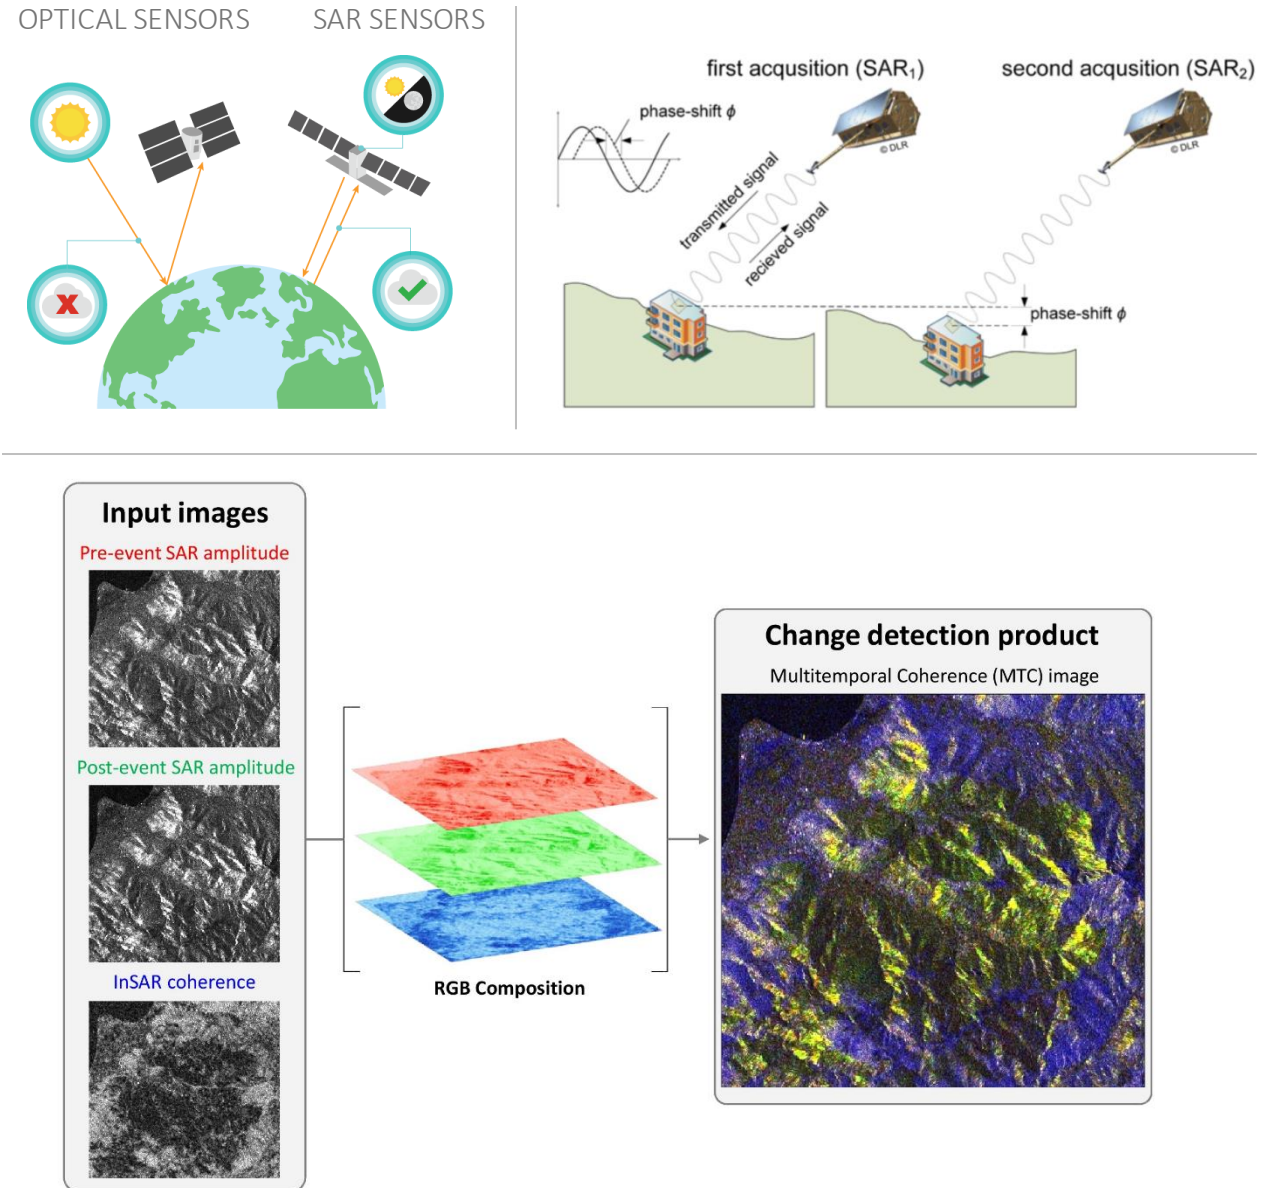 OPTICAL SENSORS
SAR SENSORS
first acqusition (SAR₁)
second acqusition (SAR₂)
phase-shift ϕ
© DLR
© DLR
transmitted signal
recieved signal
phase-shift ϕ
Input images
Pre-event SAR amplitude
Post-event SAR amplitude
InSAR coherence
RGB Composition
Change detection product
Multitemporal Coherence (MTC) image